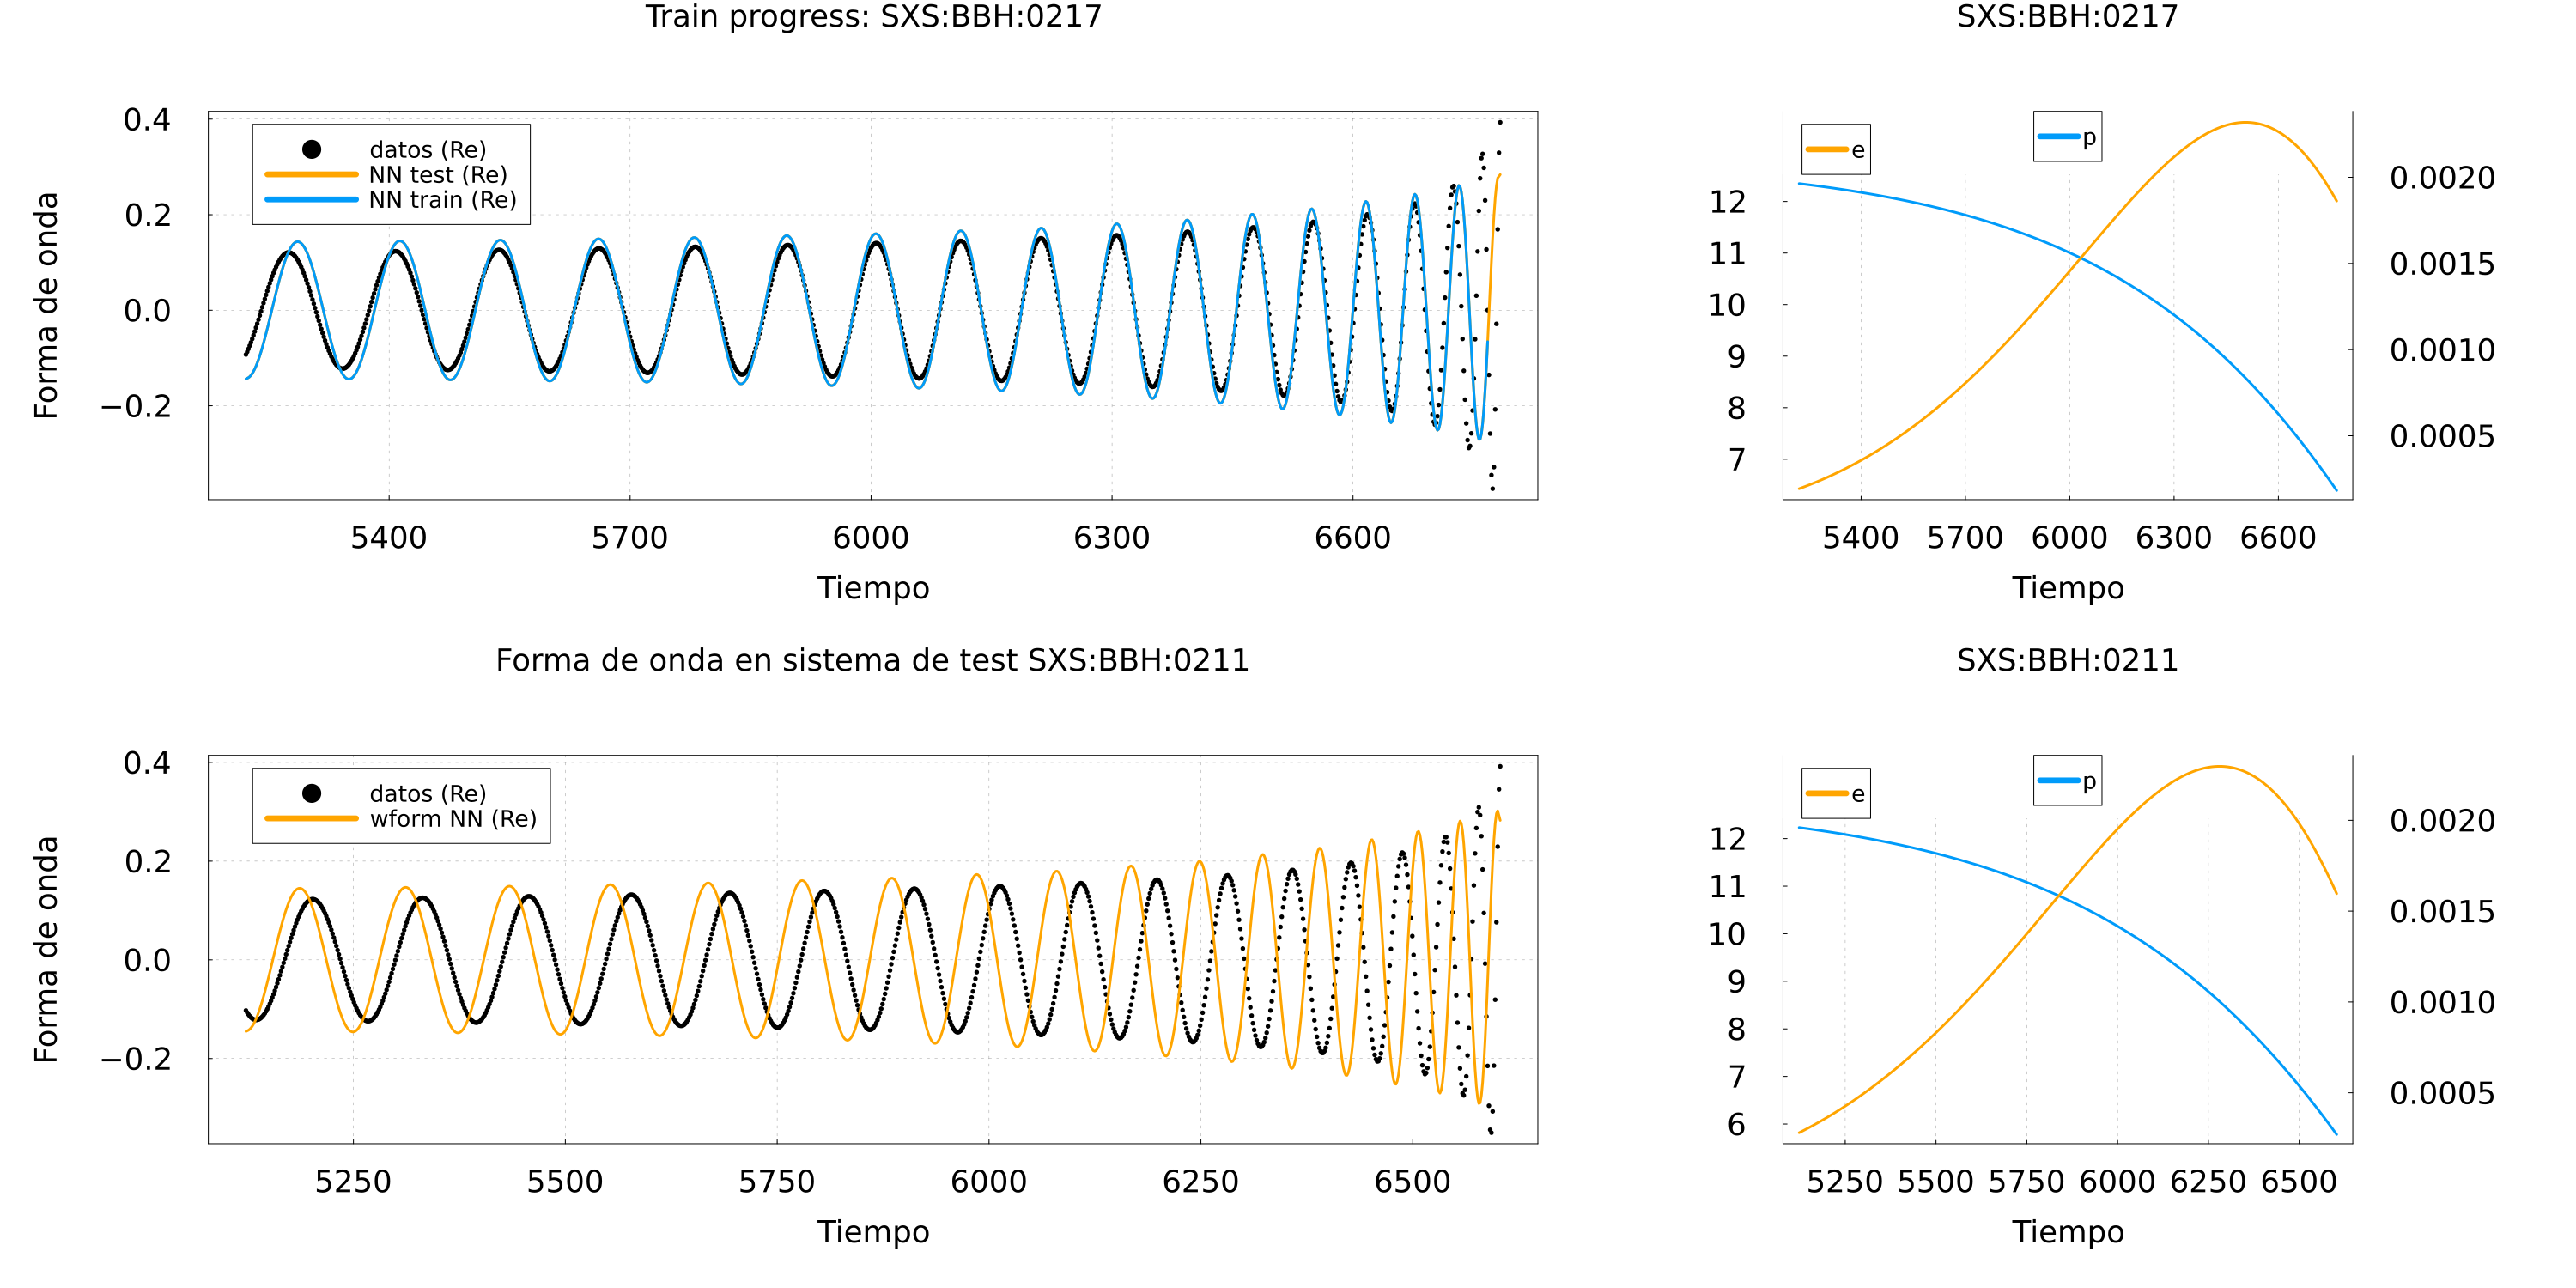 Train progress: SXS:BBH:0217
Forma de onda
0.4
0.2
0.0
−0.2
datos (Re)
NN test (Re)
NN train (Re)
5400 5700 6000 6300 6600
Tiempo
SXS:BBH:0217
e
p
12
11
10
9
8
7
0.0020
0.0015
0.0010
0.0005
5400 5700 6000 6300 6600
Tiempo
Forma de onda en sistema de test SXS:BBH:0211
Forma de onda
0.4
0.2
0.0
−0.2
datos (Re)
wform NN (Re)
5250 5500 5750 6000 6250 6500
Tiempo
SXS:BBH:0211
e
p
12
11
10
9
8
7
6
0.0020
0.0015
0.0010
0.0005
5250 5500 5750 6000 6250 6500
Tiempo